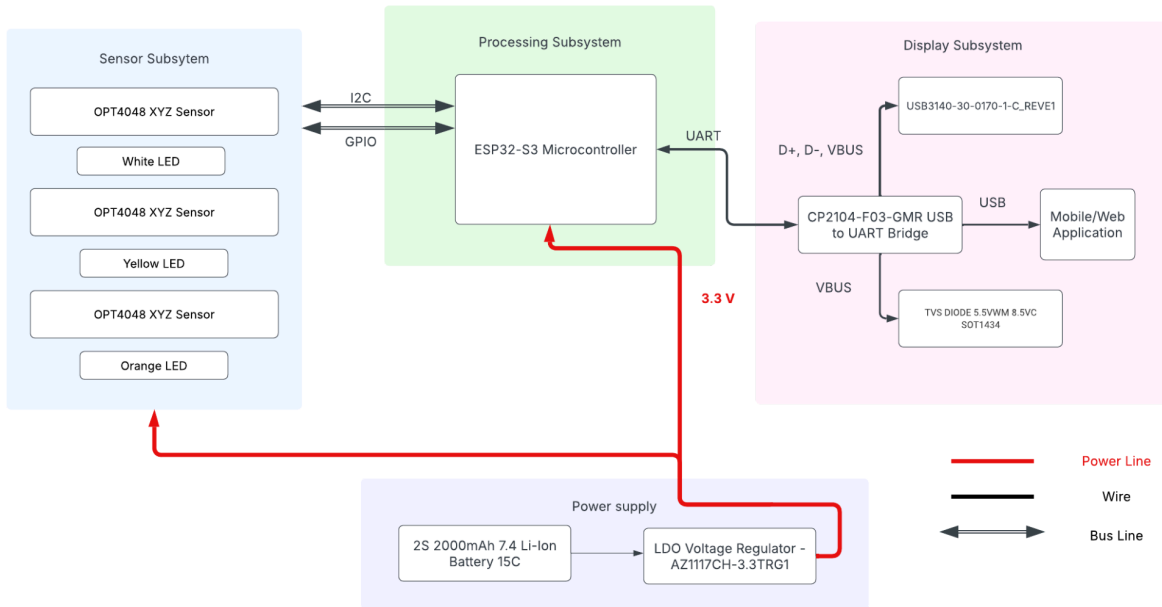 Sensor Subsytem
OPT4048 XYZ Sensor
White LED
OPT4048 XYZ Sensor
Yellow LED
OPT4048 XYZ Sensor
Orange LED
I2C
GPIO
Processing Subsystem
ESP32-S3 Microcontroller
UART
3.3 V
Display Subsystem
USB3140-30-0170-1-C_REVE1
D+, D-, VBUS
CP2104-F03-GMR USB
to UART Bridge
USB
Mobile/Web
Application
VBUS
TVS DIODE 5.5VWM 8.5VC
SOT1434
Power supply
2S 2000mAh 7.4 Li-Ion
Battery 15C
LDO Voltage Regulator -
AZ1117CH-3.3TRG1
Power Line
Wire
Bus Line